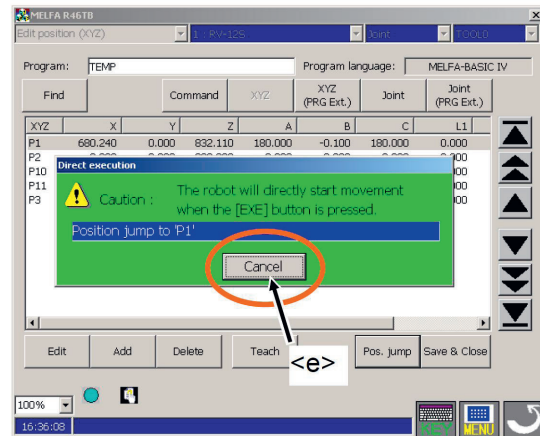 MELFA R46TB
Edit position (XYZ) 1 : RV-12S Joint TOOL0
Program: TEMP Program language: MELFA-BASIC IV
Find Command XYZ XYZ (PRG Ext.) Joint Joint (PRG Ext.)
XYZ X Y Z A B C L1
P1 680.240 0.000 832.110 180.000 -0.100 180.000 0.000
P2
P10
P11
P3
Direct execution
Caution : The robot will directly start movement
when the [EXE] button is pressed.
Position jump to 'P1'
Cancel
<e>
Edit Add Delete Teach Pos. jump Save & Close
100%
16:36:08 KEY MENU